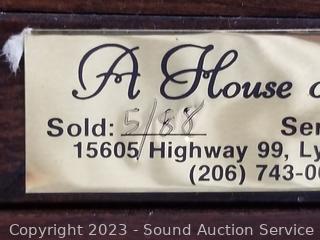 A House
Sold: 5/88 Ser
15605 Highway 99, Ly
(206) 743-0
Copyright 2023 - Sound Auction Service